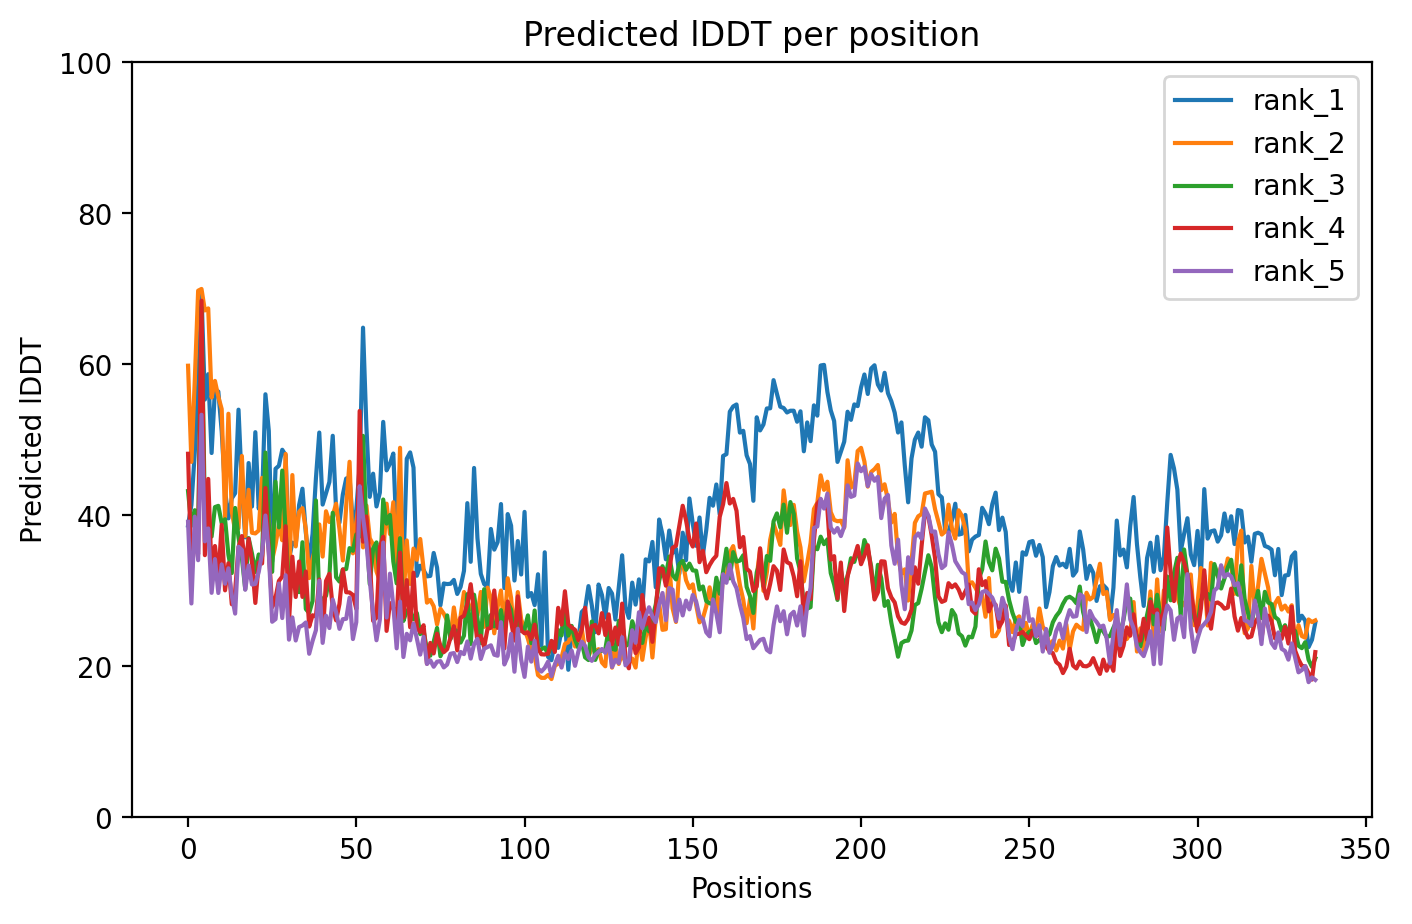 Predicted lDDT per position
100
80
60
40
20
0
Predicted lDDT
0 50 100 150 200 250 300 350
Positions
rank_1
rank_2
rank_3
rank_4
rank_5